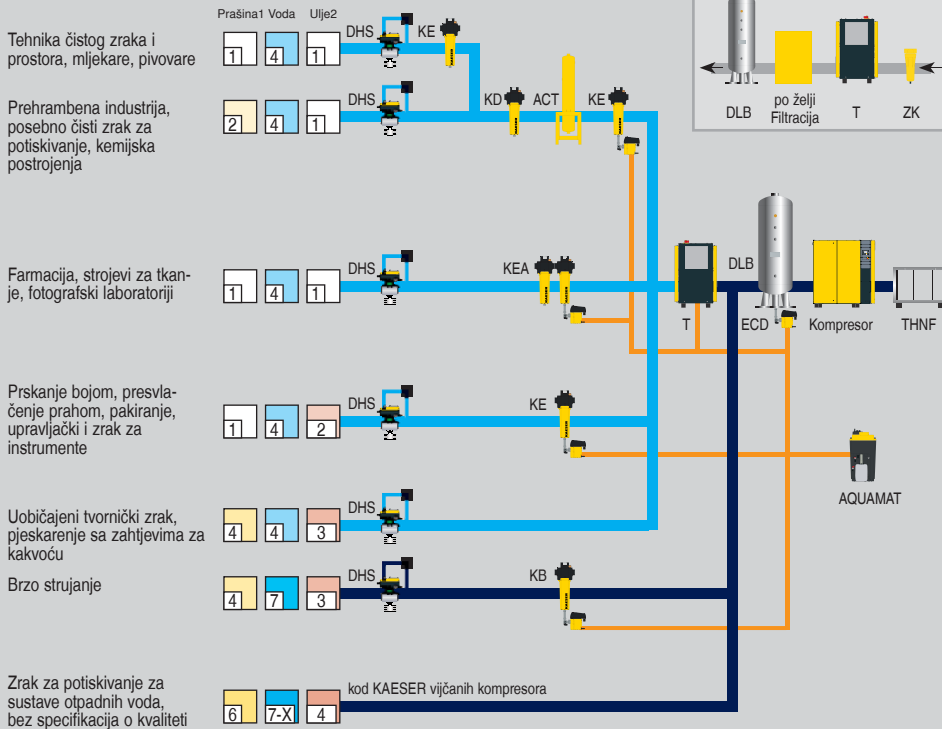 Prašina1 Voda Ulje2
Tehnika čistog zraka i
prostora, mljekare, pivovare
1 4 1
DHS KE
Prehrambena industrija,
posebno čisti zrak za
potiskivanje, kemijska
postrojenja
2 4 1
DHS KD ACT KE
DLB
po želji
Filtracija
T
ZK
Farmacija, strojevi za tkan-
je, fotografski laboratoriji
1 4 1
DHS KEA
T
DLB
ECD
Kompresor
THNF
Prskanje bojom, presvla-
čenje prahom, pakiranje,
upravljački i zrak za
instrumente
1 4 2
DHS KE
AQUAMAT
Uobičajeni tvornički zrak,
pjeskarenje sa zahtjevima za
kakvoću
4 4 3
DHS
Brzo strujanje
4 7 3
DHS KB
Zrak za potiskivanje za
sustave otpadnih voda,
bez specifikacija o kvaliteti
6 7-X 4
kod KAESER vijčanih kompresora